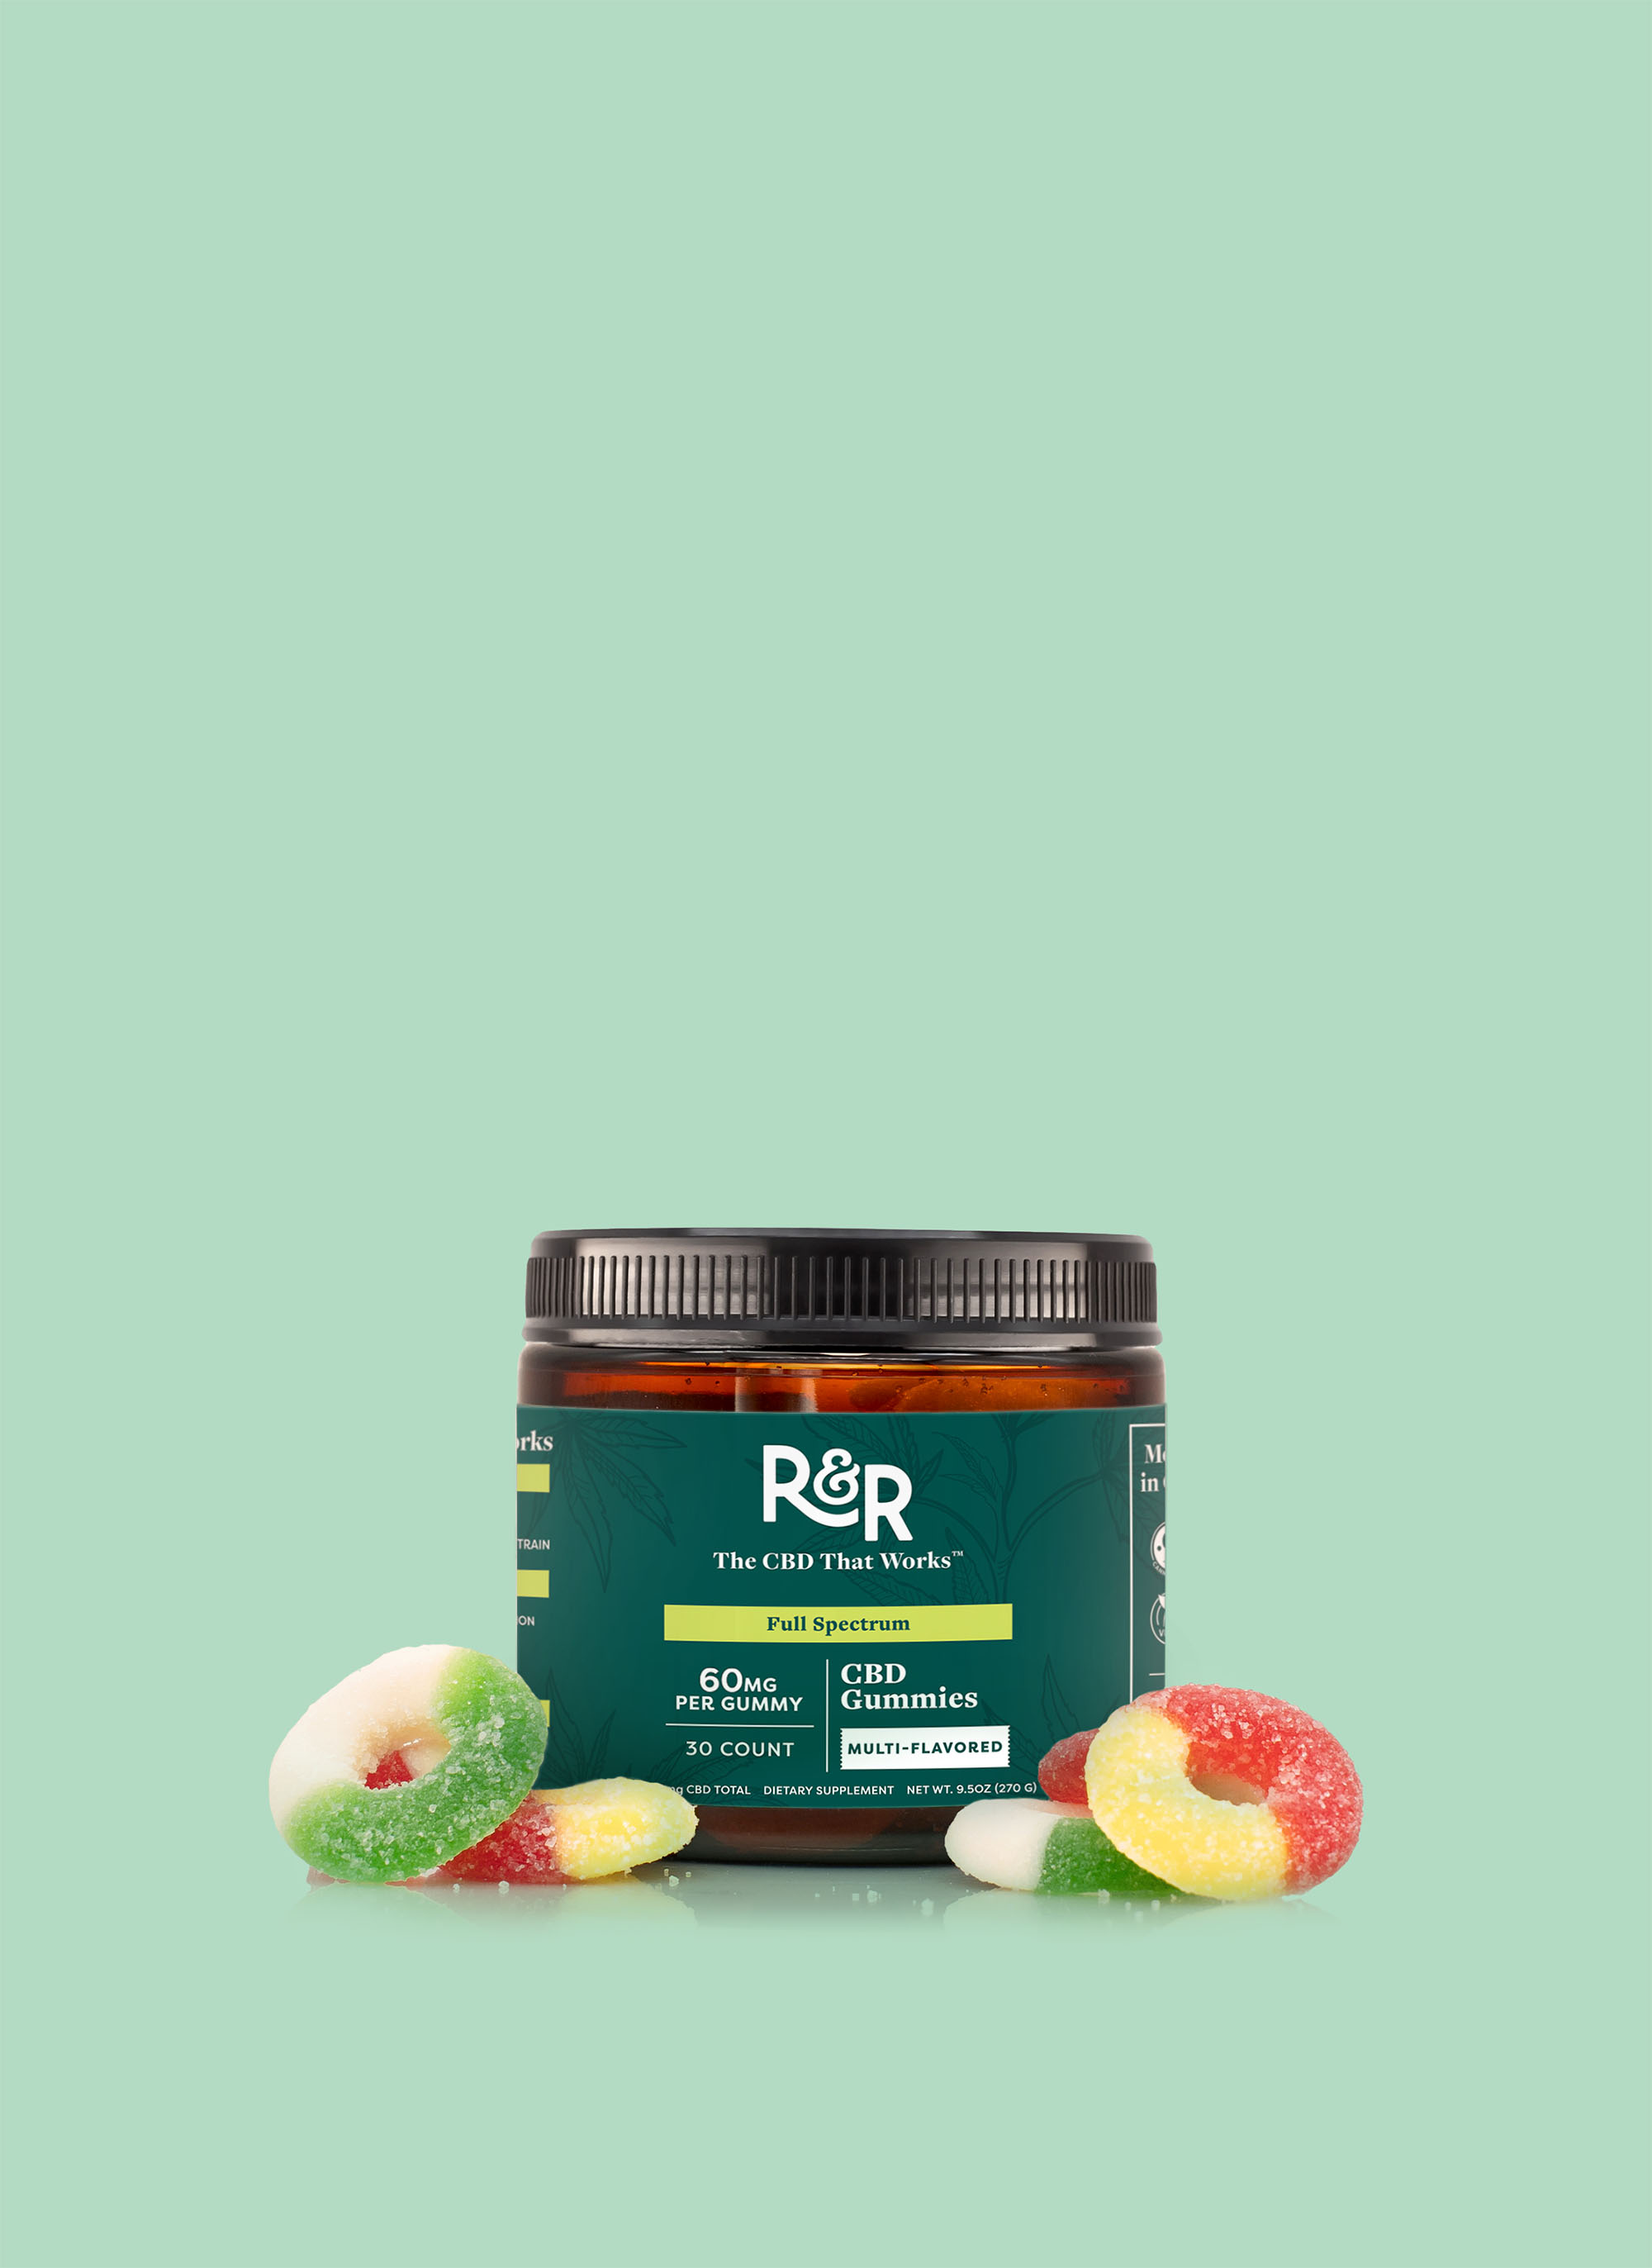 R&R
The CBD That Works™
Full Spectrum
60MG
PER GUMMY
30 COUNT
CBD
Gummies
MULTI-FLAVORED
CBD TOTAL DIETARY SUPPLEMENT NET WT. 9.5OZ (270 G)
in